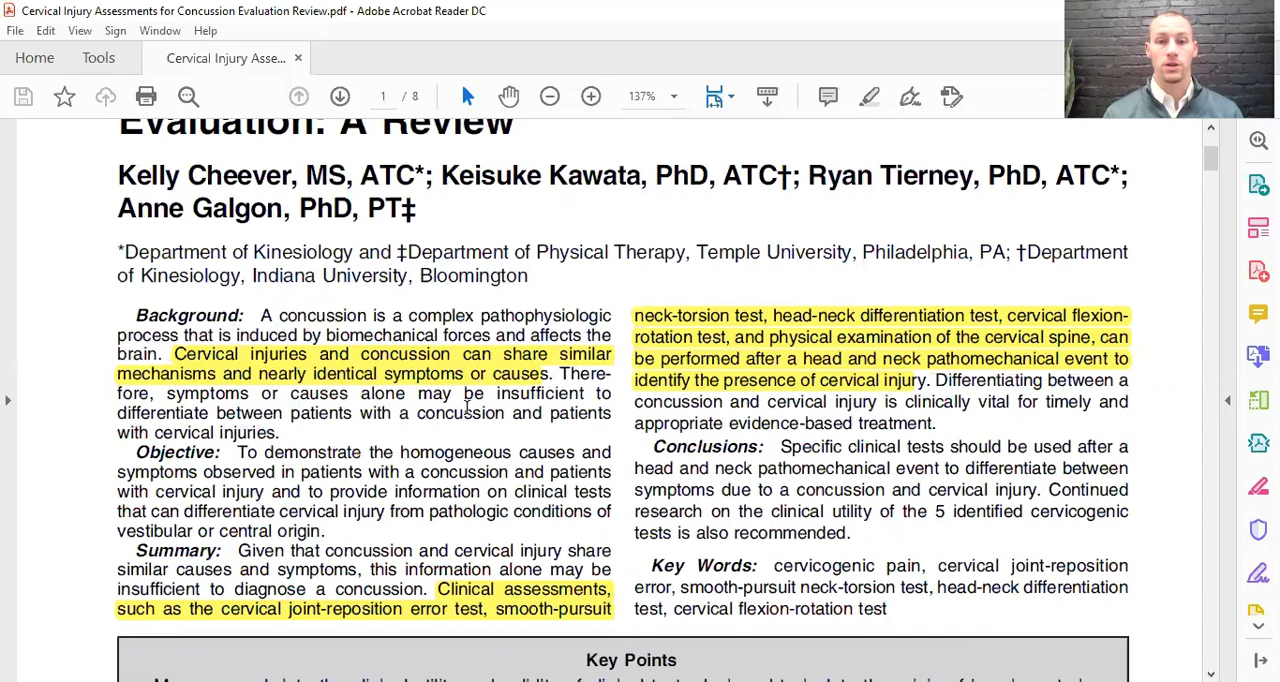 Cervical Injury Assessments for Concussion Evaluation Review.pdf - Adobe Acrobat Reader DC
File Edit View Sign Window Help
Home Tools Cervical Injury Asse... ×
1 / 8 137%
Evaluation: A Review
Kelly Cheever, MS, ATC*; Keisuke Kawata, PhD, ATC†; Ryan Tierney, PhD, ATC*;
Anne Galgon, PhD, PT‡
*Department of Kinesiology and ‡Department of Physical Therapy, Temple University, Philadelphia, PA; †Department
of Kinesiology, Indiana University, Bloomington
Background: A concussion is a complex pathophysiologic
process that is induced by biomechanical forces and affects the
brain. Cervical injuries and concussion can share similar
mechanisms and nearly identical symptoms or causes. There-
fore, symptoms or causes alone may be insufficient to
differentiate between patients with a concussion and patients
with cervical injuries.
Objective: To demonstrate the homogeneous causes and
symptoms observed in patients with a concussion and patients
with cervical injury and to provide information on clinical tests
that can differentiate cervical injury from pathologic conditions of
vestibular or central origin.
Summary: Given that concussion and cervical injury share
similar causes and symptoms, this information alone may be
insufficient to diagnose a concussion. Clinical assessments,
such as the cervical joint-reposition error test, smooth-pursuit
neck-torsion test, head-neck differentiation test, cervical flexion-
rotation test, and physical examination of the cervical spine, can
be performed after a head and neck pathomechanical event to
identify the presence of cervical injury. Differentiating between a
concussion and cervical injury is clinically vital for timely and
appropriate evidence-based treatment.
Conclusions: Specific clinical tests should be used after a
head and neck pathomechanical event to differentiate between
symptoms due to a concussion and cervical injury. Continued
research on the clinical utility of the 5 identified cervicogenic
tests is also recommended.
Key Words: cervicogenic pain, cervical joint-reposition
error, smooth-pursuit neck-torsion test, head-neck differentiation
test, cervical flexion-rotation test
Key Points